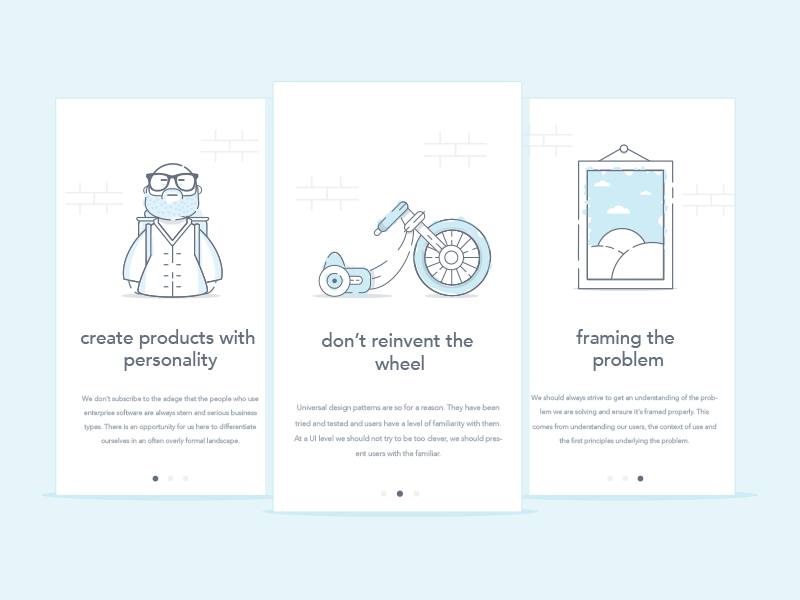 create products with
personality
We don't subscribe to the adage that the people who use
enterprise software are always stern and serious business
types. There is an opportunity for us here to differentiate
ourselves in an often overly formal landscape.
don't reinvent the
wheel
Universal design patterns are so for a reason. They have been
tried and tested and users have a level of familiarity with them.
At a UI level we should not try to be too clever, we should pres-
ent users with the familiar.
framing the
problem
We should always strive to get an understanding of the prob-
lem we are solving and ensure it's framed properly. This
comes from understanding our users, the context of use and
the first principles underlying the problem.